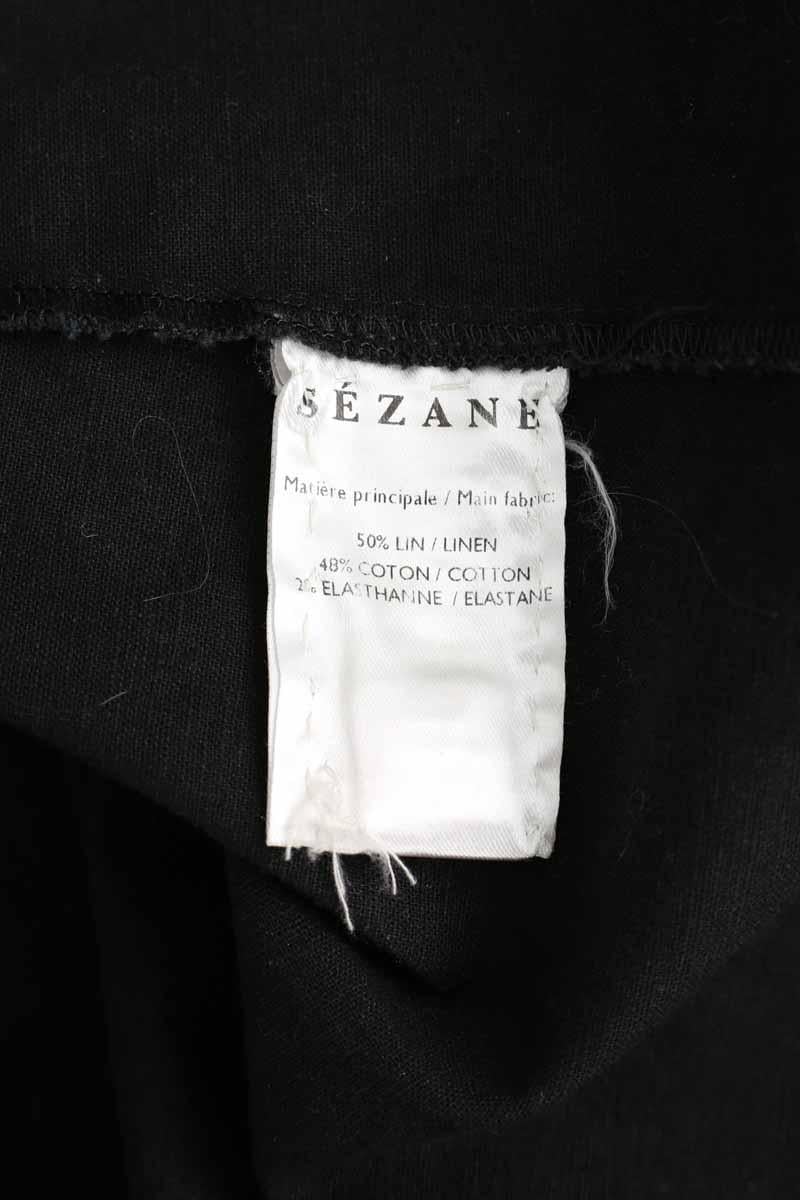 SÉZANE
Matière principale / Main fabric:
50% LIN / LINEN
48% COTON / COTTON
2% ELASTHANNE / ELASTANE